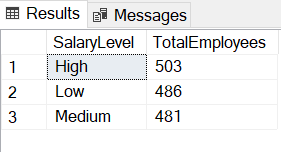 Results Messages
SalaryLevel TotalEmployees
1 High 503
2 Low 486
3 Medium 481